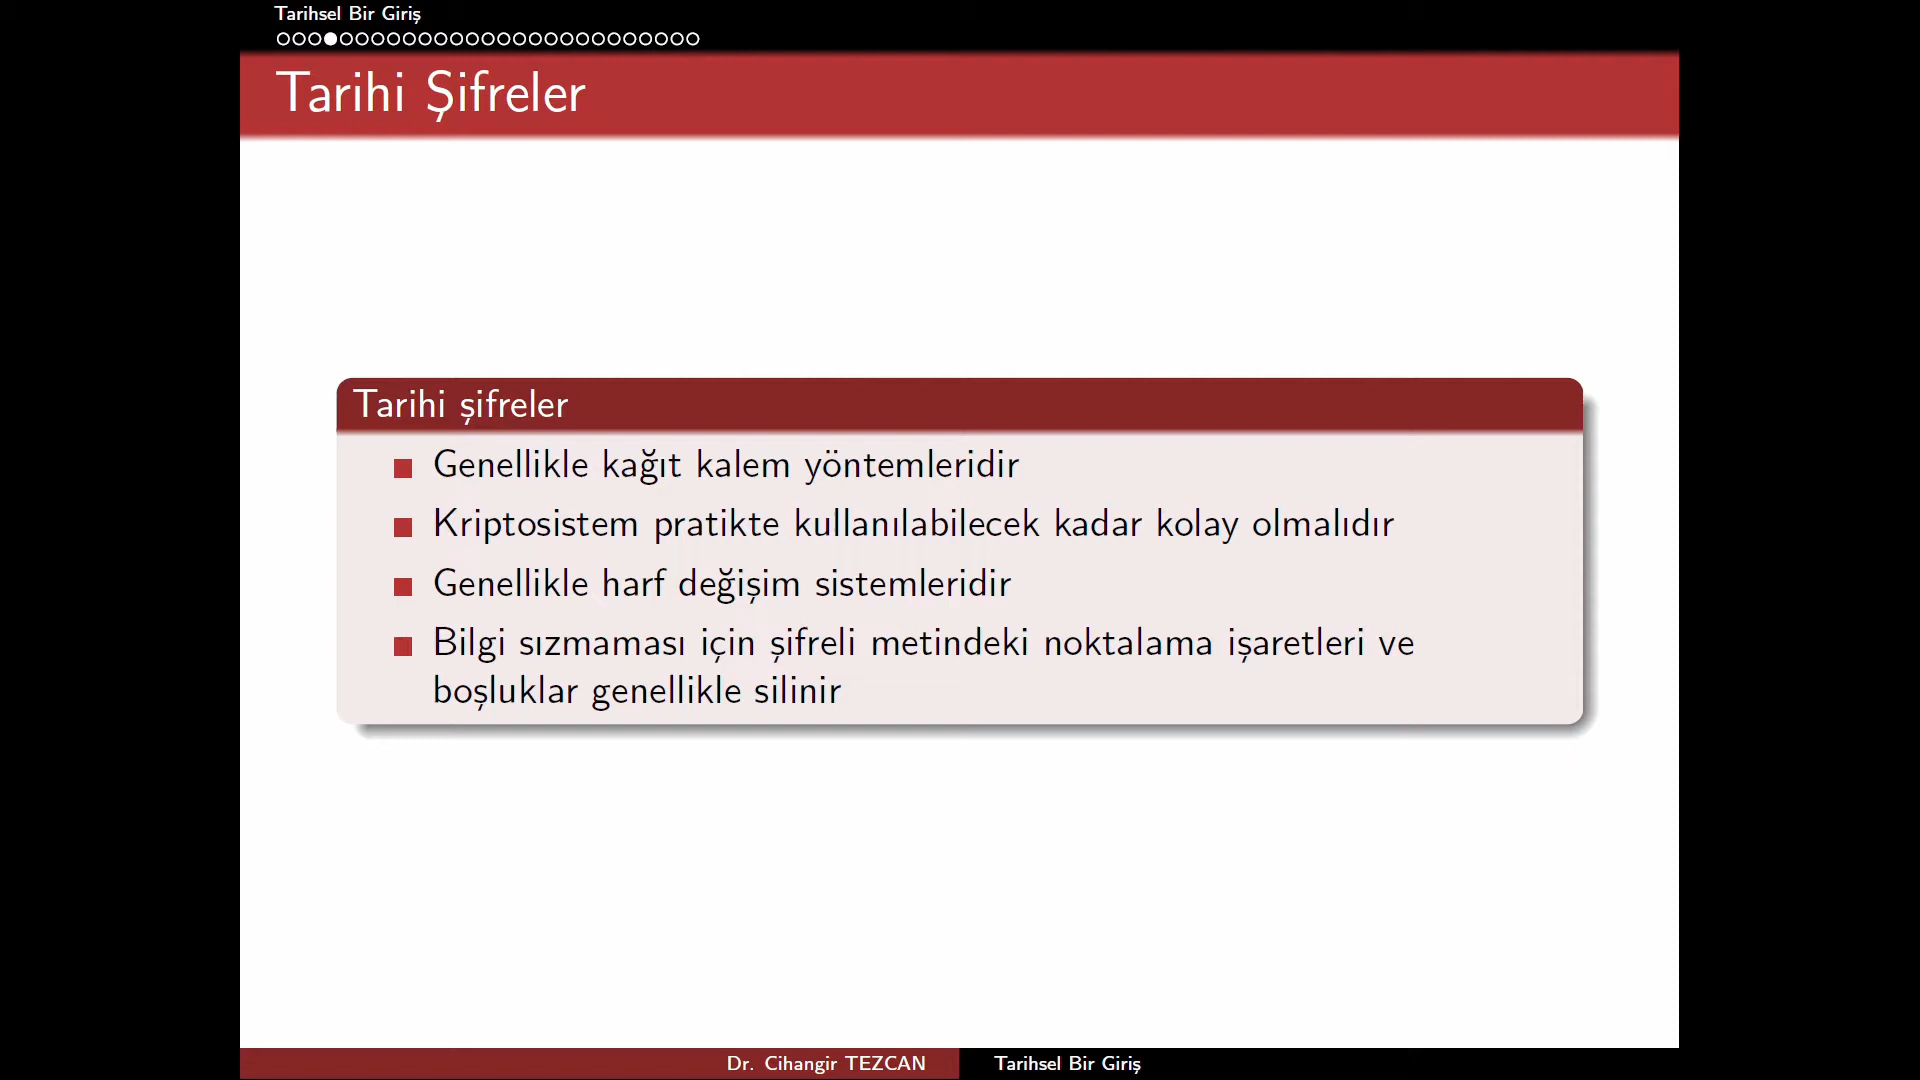 Tarihsel Bir Giriş
Tarihi Şifreler
Tarihi şifreler
Genellikle kağıt kalem yöntemleridir
Kriptosistem pratikte kullanılabilecek kadar kolay olmalıdır
Genellikle harf değişim sistemleridir
Bilgi sızmaması için şifreli metindeki noktalama işaretleri ve
boşluklar genellikle silinir
Dr. Cihangir TEZCAN
Tarihsel Bir Giriş